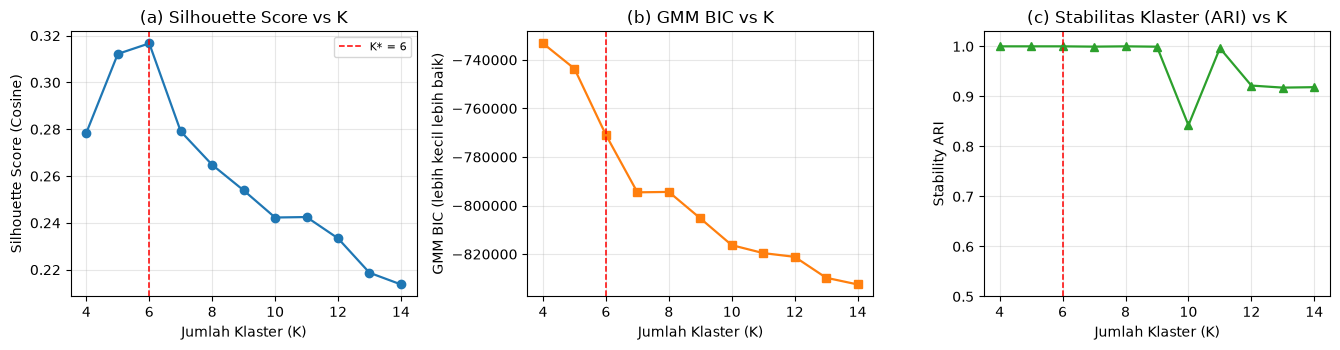 (a) Silhouette Score vs K
Silhouette Score (Cosine)
0.32
0.30
0.28
0.26
0.24
0.22
K* = 6
4 6 8 10 12 14
Jumlah Klaster (K)
(b) GMM BIC vs K
GMM BIC (lebih kecil lebih baik)
−740000
−760000
−780000
−800000
−820000
4 6 8 10 12 14
Jumlah Klaster (K)
(c) Stabilitas Klaster (ARI) vs K
Stability ARI
1.0
0.9
0.8
0.7
0.6
0.5
4 6 8 10 12 14
Jumlah Klaster (K)